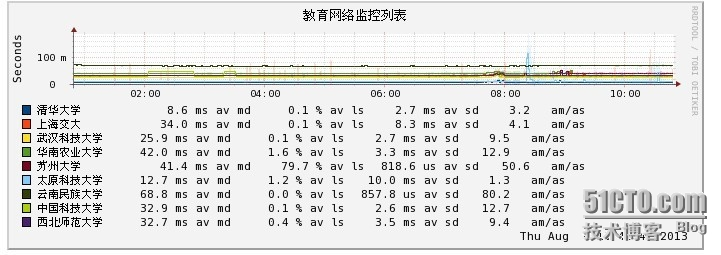 教育网络监控列表
RRDTOOL / TOBI OETIKER
Seconds
100 m
0
02:00 04:00 06:00 08:00 10:00
清华大学 8.6 ms av md 0.1 % av ls 2.7 ms av sd 3.2 am/as
上海交大 34.0 ms av md 0.1 % av ls 8.3 ms av sd 4.1 am/as
武汉科技大学 25.9 ms av md 0.1 % av ls 2.7 ms av sd 9.5 am/as
华南农业大学 42.0 ms av md 1.6 % av ls 3.3 ms av sd 12.9 am/as
苏州大学 41.4 ms av md 79.7 % av ls 818.6 us av sd 50.6 am/as
太原科技大学 12.7 ms av md 1.2 % av ls 10.0 ms av sd 1.3 am/as
云南民族大学 68.8 ms av md 0.0 % av ls 857.8 us av sd 80.2 am/as
中国科技大学 32.9 ms av md 0.1 % av ls 2.6 ms av sd 12.7 am/as
西北师范大学 32.7 ms av md 0.4 % av ls 3.5 ms av sd 9.4 am/as
51CTO.com
技术博客 Blog
Thu Aug 2013